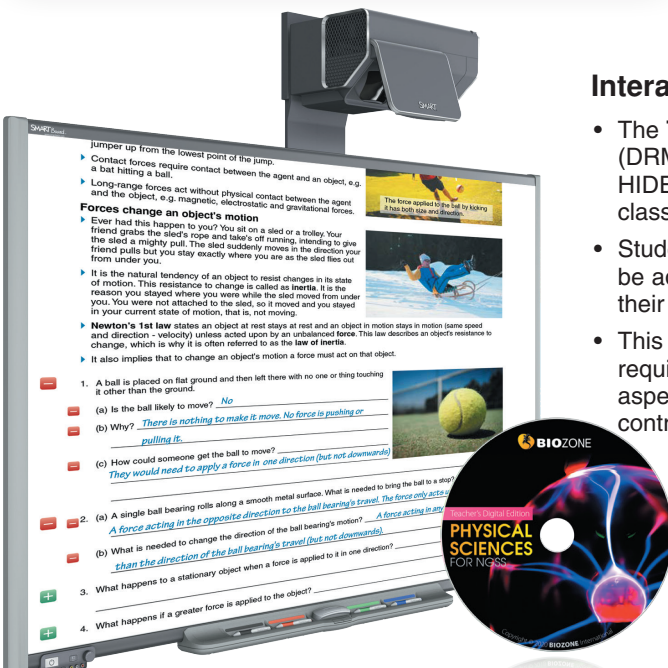 SMART
SMART Board
jumper up from the lowest point of the jump.
Contact forces require contact between the agent and an object, e.g.
a bat hitting a ball.
Long-range forces act without physical contact between the agent
and the object, e.g. magnetic, electrostatic and gravitational forces.
The force applied to the ball by kicking
it has both size and direction.
Forces change an object's motion
Ever had this happen to you? You sit on a sled or a trolley. Your
friend grabs the sled's rope and take's off running, intending to give
the sled a mighty pull. The sled suddenly moves in the direction your
friend pulls but you stay exactly where you are as the sled flies out
from under you.
It is the natural tendency of an object to resist changes in its state
of motion. This resistance to change is called as inertia. It is the
reason you stayed where you were while the sled moved from under
you. You were not attached to the sled, so it moved and you stayed
in your current state of motion, that is, not moving.
Newton's 1st law states an object at rest stays at rest and an object in motion stays in motion (same speed
and direction - velocity) unless acted upon by an unbalanced force. This law describes an object's resistance to
change, which is why it is often referred to as the law of inertia.
It also implies that to change an object's motion a force must act on that object.
1. A ball is placed on flat ground and then left there with no one or thing touching
it other than the ground.
(a) Is the ball likely to move? No
(b) Why? There is nothing to make it move. No force is pushing or
pulling it.
(c) How could someone get the ball to move?
They would need to apply a force in one direction (but not downwards)
2. (a) A single ball bearing rolls along a smooth metal surface. What is needed to bring the ball to a stop?
A force acting in the opposite direction to the ball bearing's travel. The force only acts
(b) What is needed to change the direction of the ball bearing's motion? A force acting in any
than the direction of the ball bearing's travel (but not downwards).
3. What happens to a stationary object when a force is applied to it in one direction?
4. What happens if a greater force is applied to the object?
Intera
• The
(DRM
HIDE
class
• Stud
be a
their
• This
requi
aspe
contr
BIOZONE
Teacher's Digital Edition
PHYSICAL
SCIENCES
FOR NGSS
Copyright © 2020 BIOZONE International